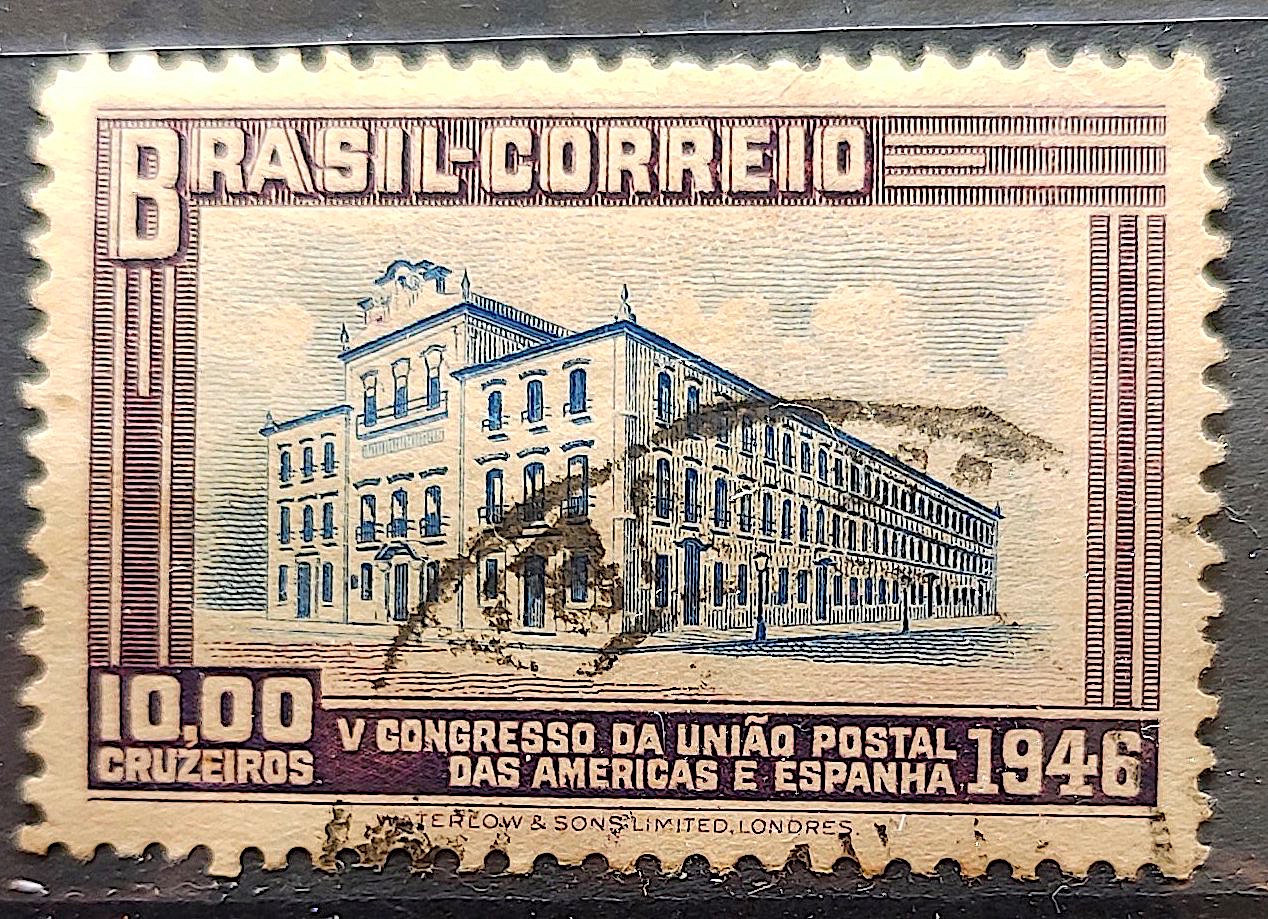 BRASIL-CORREIO
10,00
CRUZEIROS
V CONGRESSO DA UNIÃO POSTAL
DAS AMERICAS E ESPANHA
1946
WATERLOW & SONS LIMITED, LONDRES.